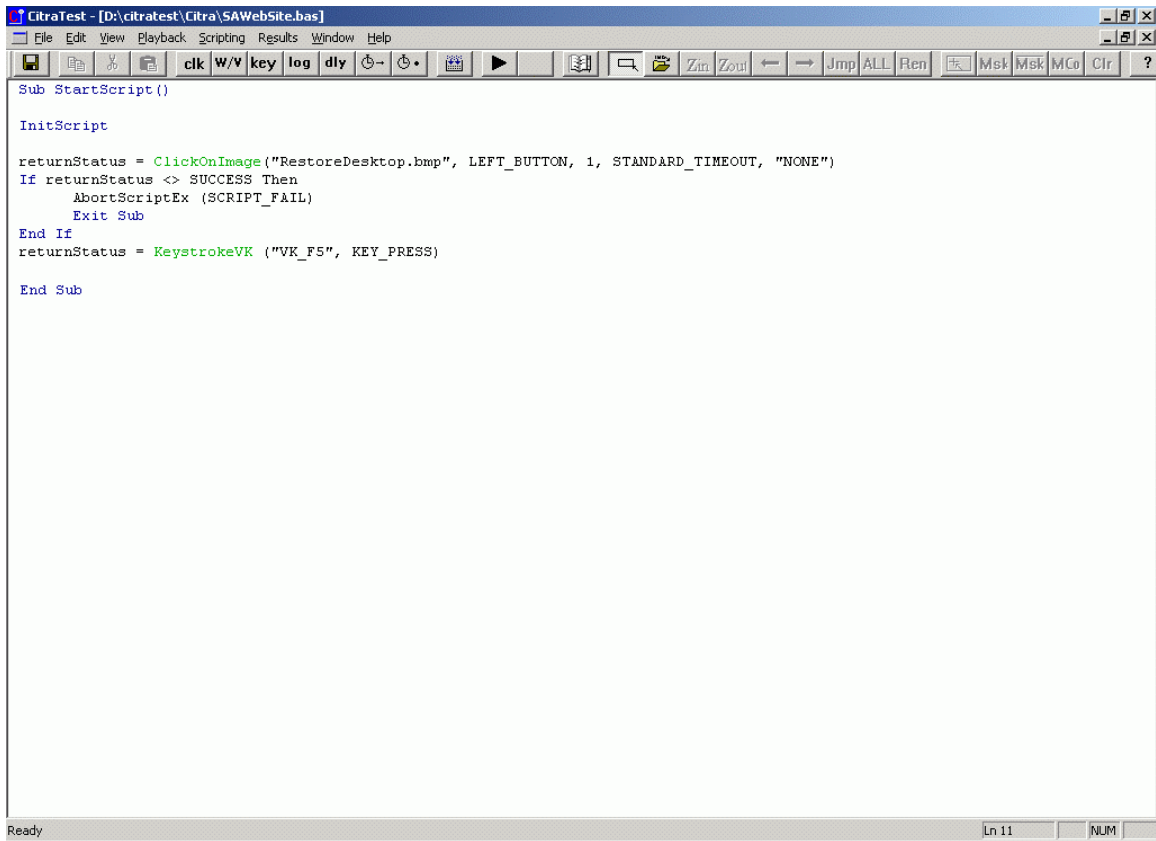 CitraTest - [D:\citratest\Citra\SAWebSite.bas]
File Edit View Playback Scripting Results Window Help
clk W/V key log dly Zin Zout Jmp ALL Ren Msk Msk MCo Clr ?
Sub StartScript()
InitScript
returnStatus = ClickOnImage("RestoreDesktop.bmp", LEFT_BUTTON, 1, STANDARD_TIMEOUT, "NONE")
If returnStatus <> SUCCESS Then
AbortScriptEx (SCRIPT_FAIL)
Exit Sub
End If
returnStatus = KeystrokeVK ("VK_F5", KEY_PRESS)
End Sub
Ready Ln 11 NUM